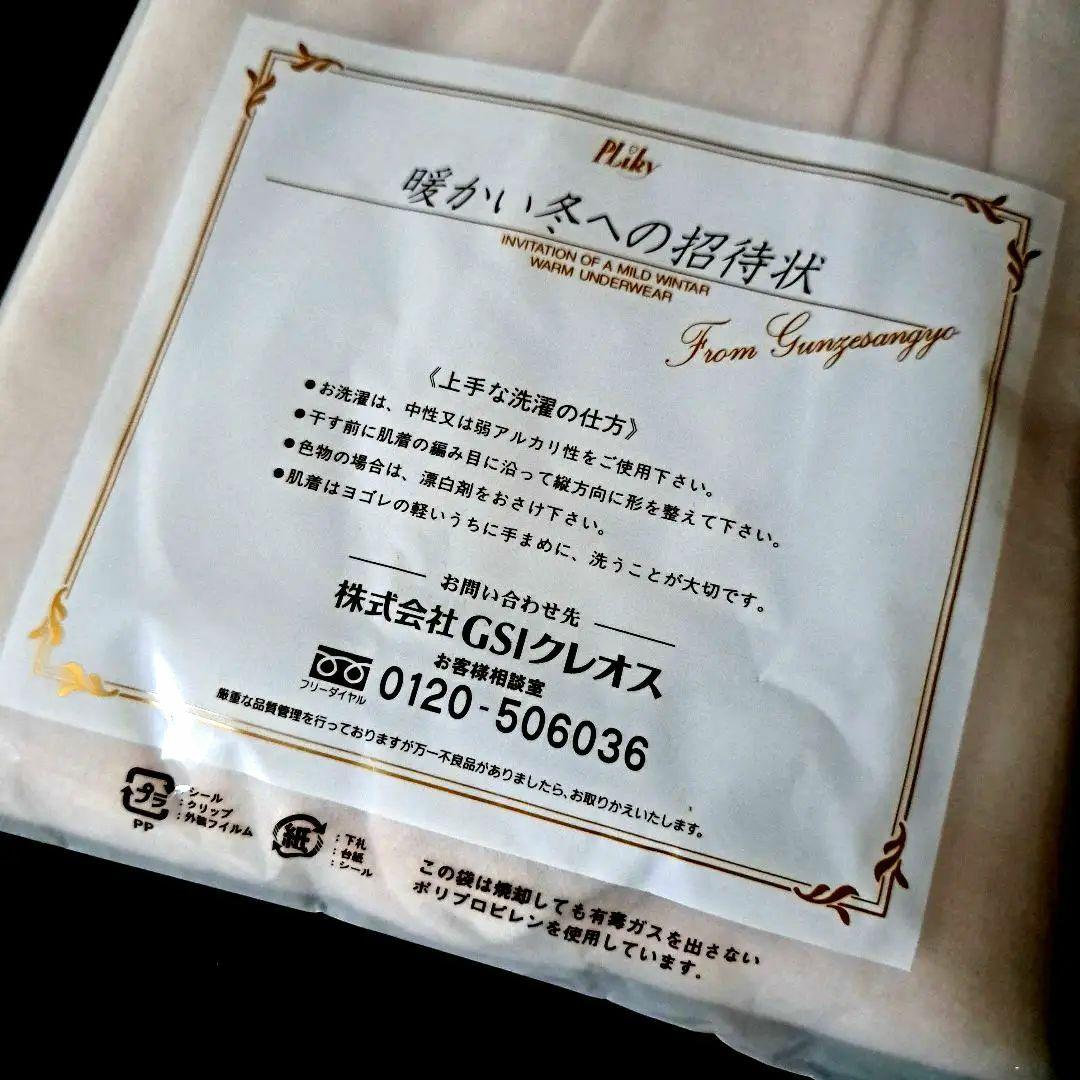 PLiky
暖かい冬への招待状
INVITATION OF A MILD WINTAR
WARM UNDERWEAR
From Gunzesangyo
《上手な洗濯の仕方》
●お洗濯は、中性又は弱アルカリ性をご使用下さい。
●干す前に肌着の編み目に沿って縦方向に形を整えて下さい。
●色物の場合は、漂白剤をおさけ下さい。
●肌着はヨゴレの軽いうちに手まめに、洗うことが大切です。
お問い合わせ先
株式会社GSIクレオス
お客様相談室
フリーダイヤル 0120-506036
厳重な品質管理を行っておりますが万一不良品がありましたら、お取りかえいたします。
プラ
PP
:シール
:クリップ
:外装フィルム
紙
:下札
:台紙
:シール
この袋は焼却しても有毒ガスを出さない
ポリプロピレンを使用しています。